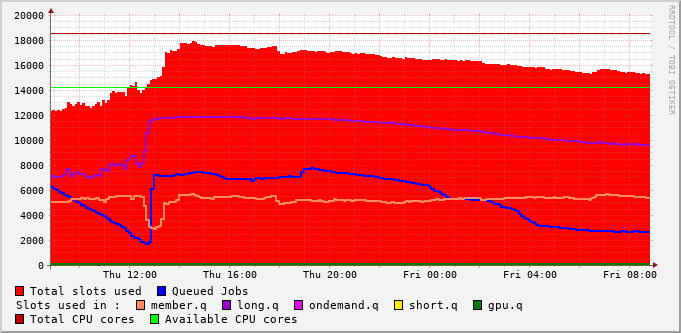 20000
18000
16000
14000
12000
10000
8000
6000
4000
2000
0
Thu 12:00 Thu 16:00 Thu 20:00 Fri 00:00 Fri 04:00 Fri 08:00
Total slots used Queued Jobs
Slots used in : member.q long.q ondemand.q short.q gpu.q
Total CPU cores Available CPU cores
RRDTOOL / TOBI OETIKER